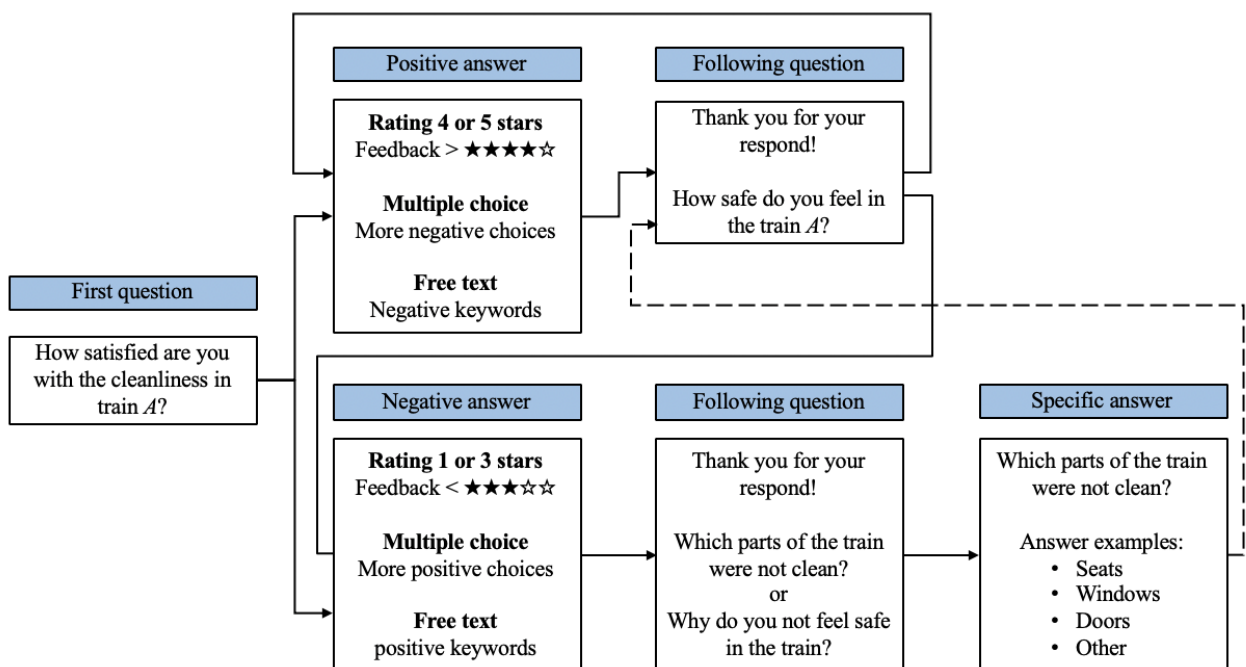 Positive answer
Following question
Rating 4 or 5 stars
Feedback > ★★★★☆
Multiple choice
More negative choices
Free text
Negative keywords
Thank you for your
respond!
How safe do you feel in
the train A?
First question
How satisfied are you
with the cleanliness in
train A?
Negative answer
Following question
Specific answer
Rating 1 or 3 stars
Feedback < ★★★☆☆
Multiple choice
More positive choices
Free text
positive keywords
Thank you for your
respond!
Which parts of the train
were not clean?
or
Why do you not feel safe
in the train?
Which parts of the train
were not clean?
Answer examples:
• Seats
• Windows
• Doors
• Other